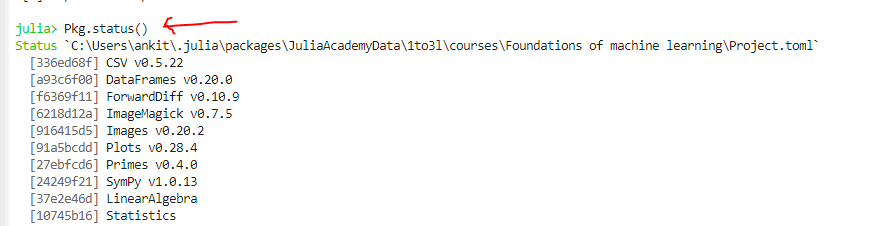 julia> Pkg.status()
Status `C:\Users\ankit\.julia\packages\JuliaAcademyData\1to3l\courses\Foundations of machine learning\Project.toml`
[336ed68f] CSV v0.5.22
[a93c6f00] DataFrames v0.20.0
[f6369f11] ForwardDiff v0.10.9
[6218d12a] ImageMagick v0.7.5
[916415d5] Images v0.20.2
[91a5bcdd] Plots v0.28.4
[27ebfcd6] Primes v0.4.0
[24249f21] SymPy v1.0.13
[37e2e46d] LinearAlgebra
[10745b16] Statistics